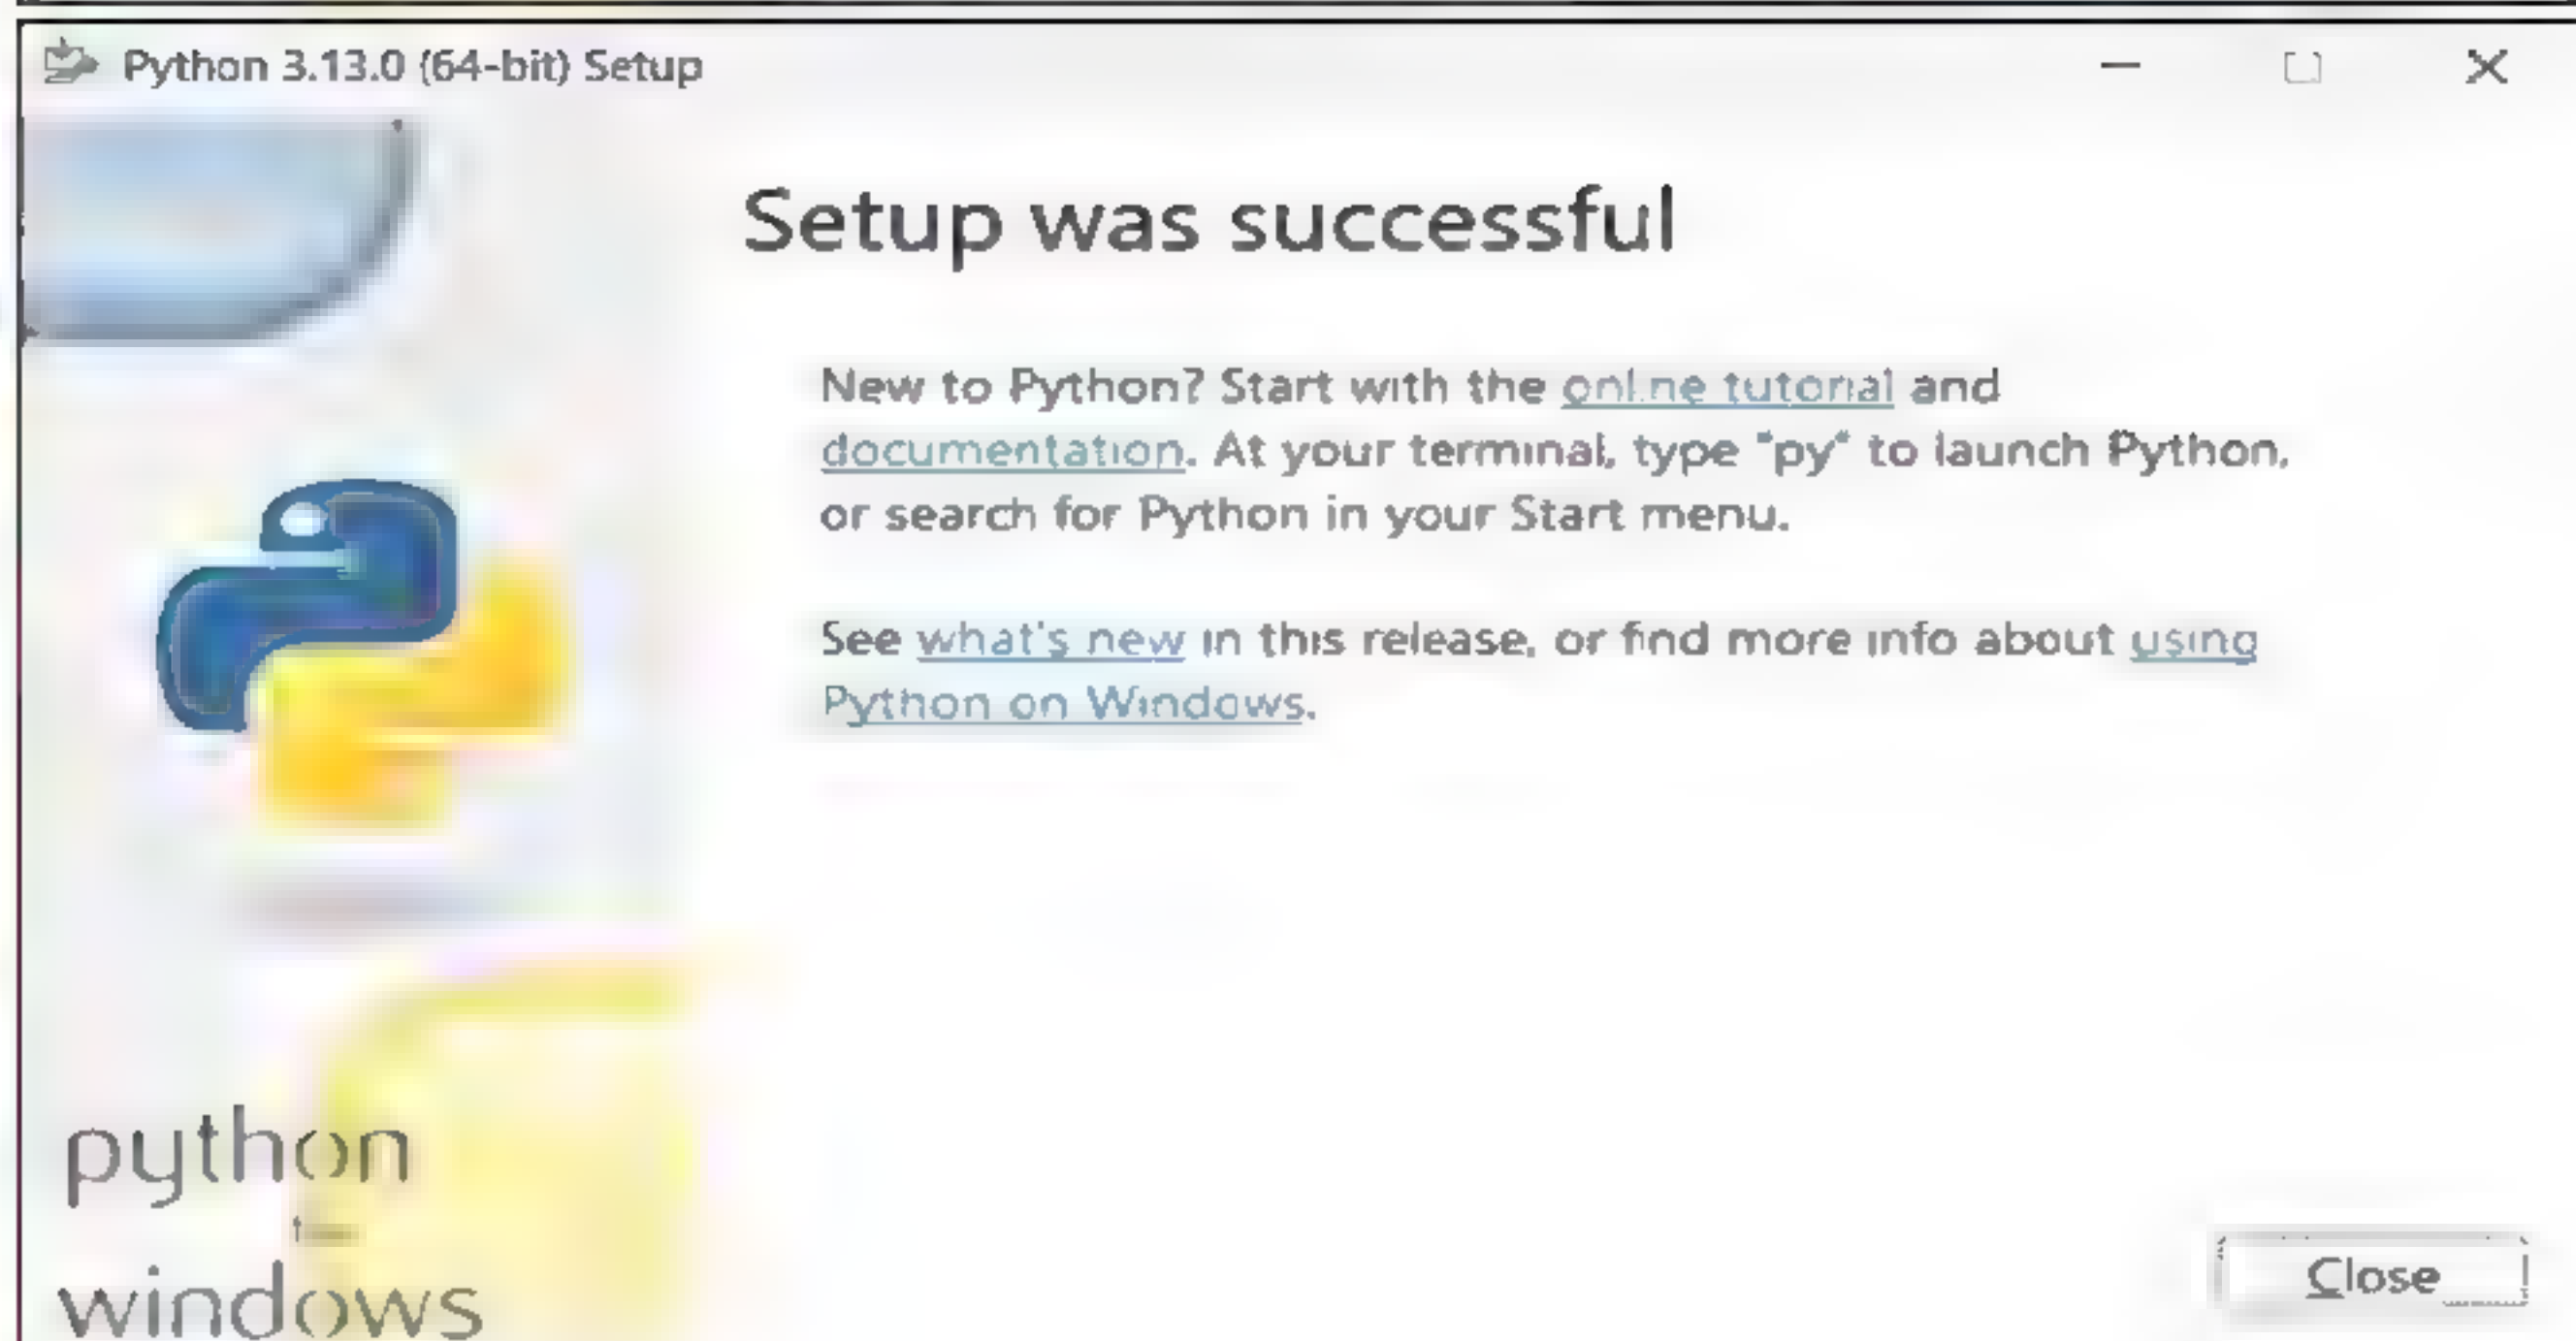 Python 3.13.0 (64-bit) Setup
Setup was successful
New to Python? Start with the online tutorial and
documentation. At your terminal, type "py" to launch Python,
or search for Python in your Start menu.
See what's new in this release, or find more info about using
Python on Windows.
python
windows
Close